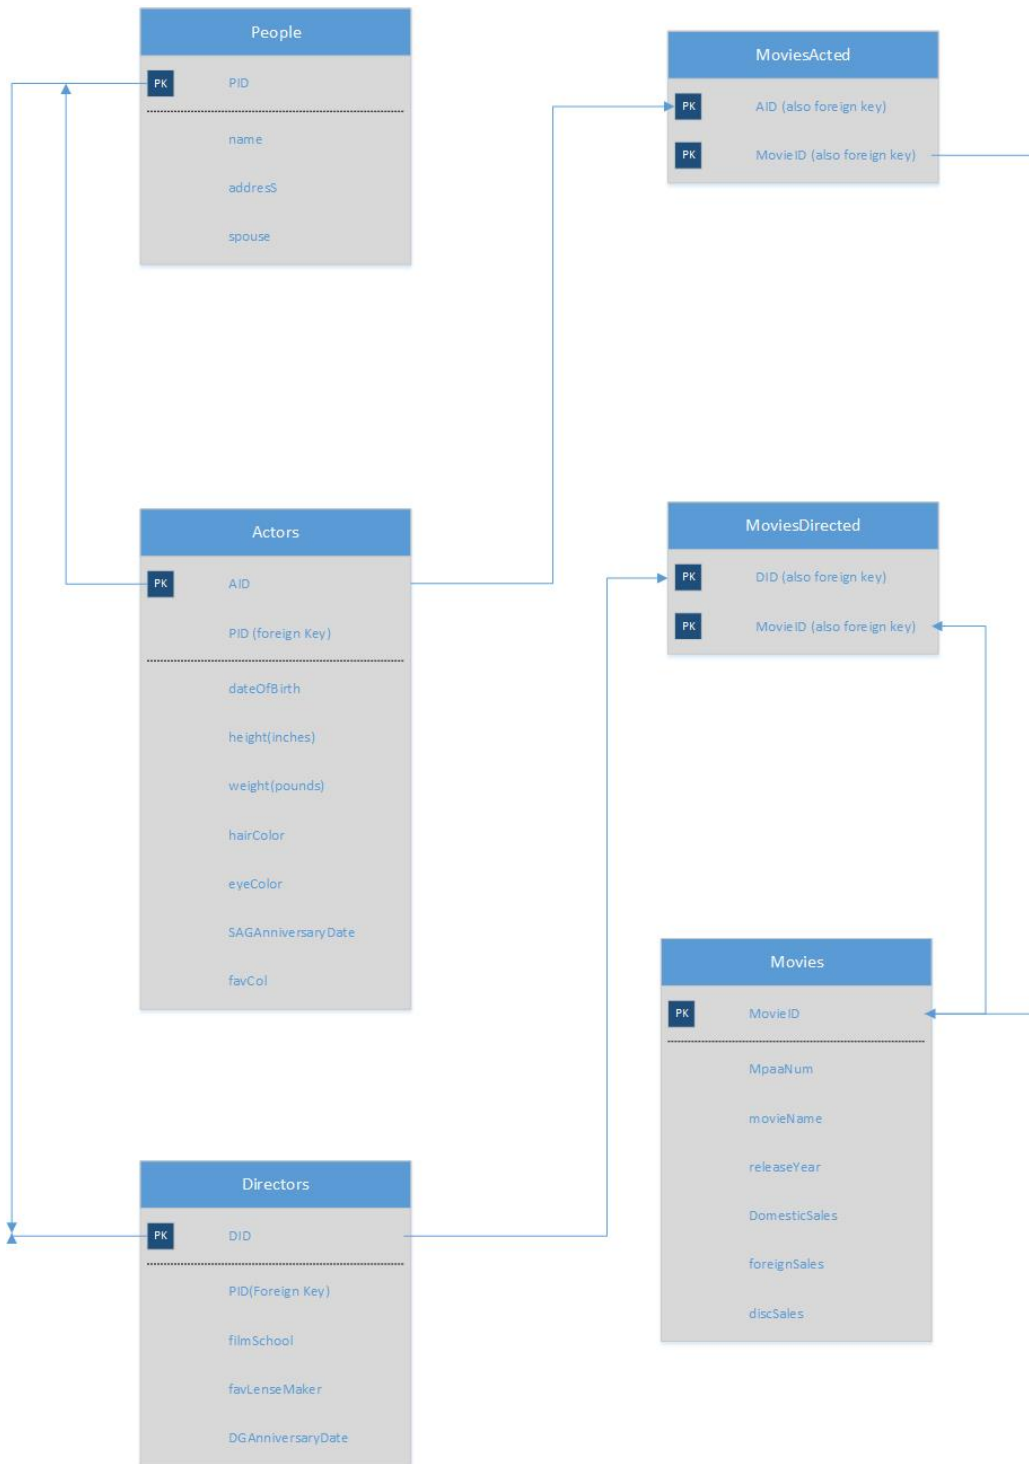 People
PK PID
name
addresS
spouse
MoviesActed
PK AID (also foreign key)
PK MovieID (also foreign key)
Actors
PK AID
PID (foreign Key)
dateOfBirth
height(inches)
weight(pounds)
hairColor
eyeColor
SAGAnniversaryDate
favCol
MoviesDirected
PK DID (also foreign key)
PK MovieID (also foreign key)
Movies
PK MovieID
MpaaNum
movieName
releaseYear
DomesticSales
foreignSales
discSales
Directors
PK DID
PID(Foreign Key)
filmSchool
favLenseMaker
DGAnniversaryDate